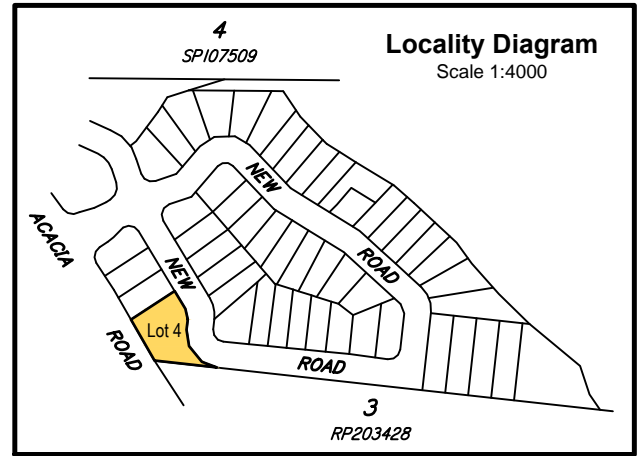 4
SP107509
Locality Diagram
Scale 1:4000
NEW
ROAD
ACACIA
ROAD
NEW
ROAD
Lot 4
3
RP203428